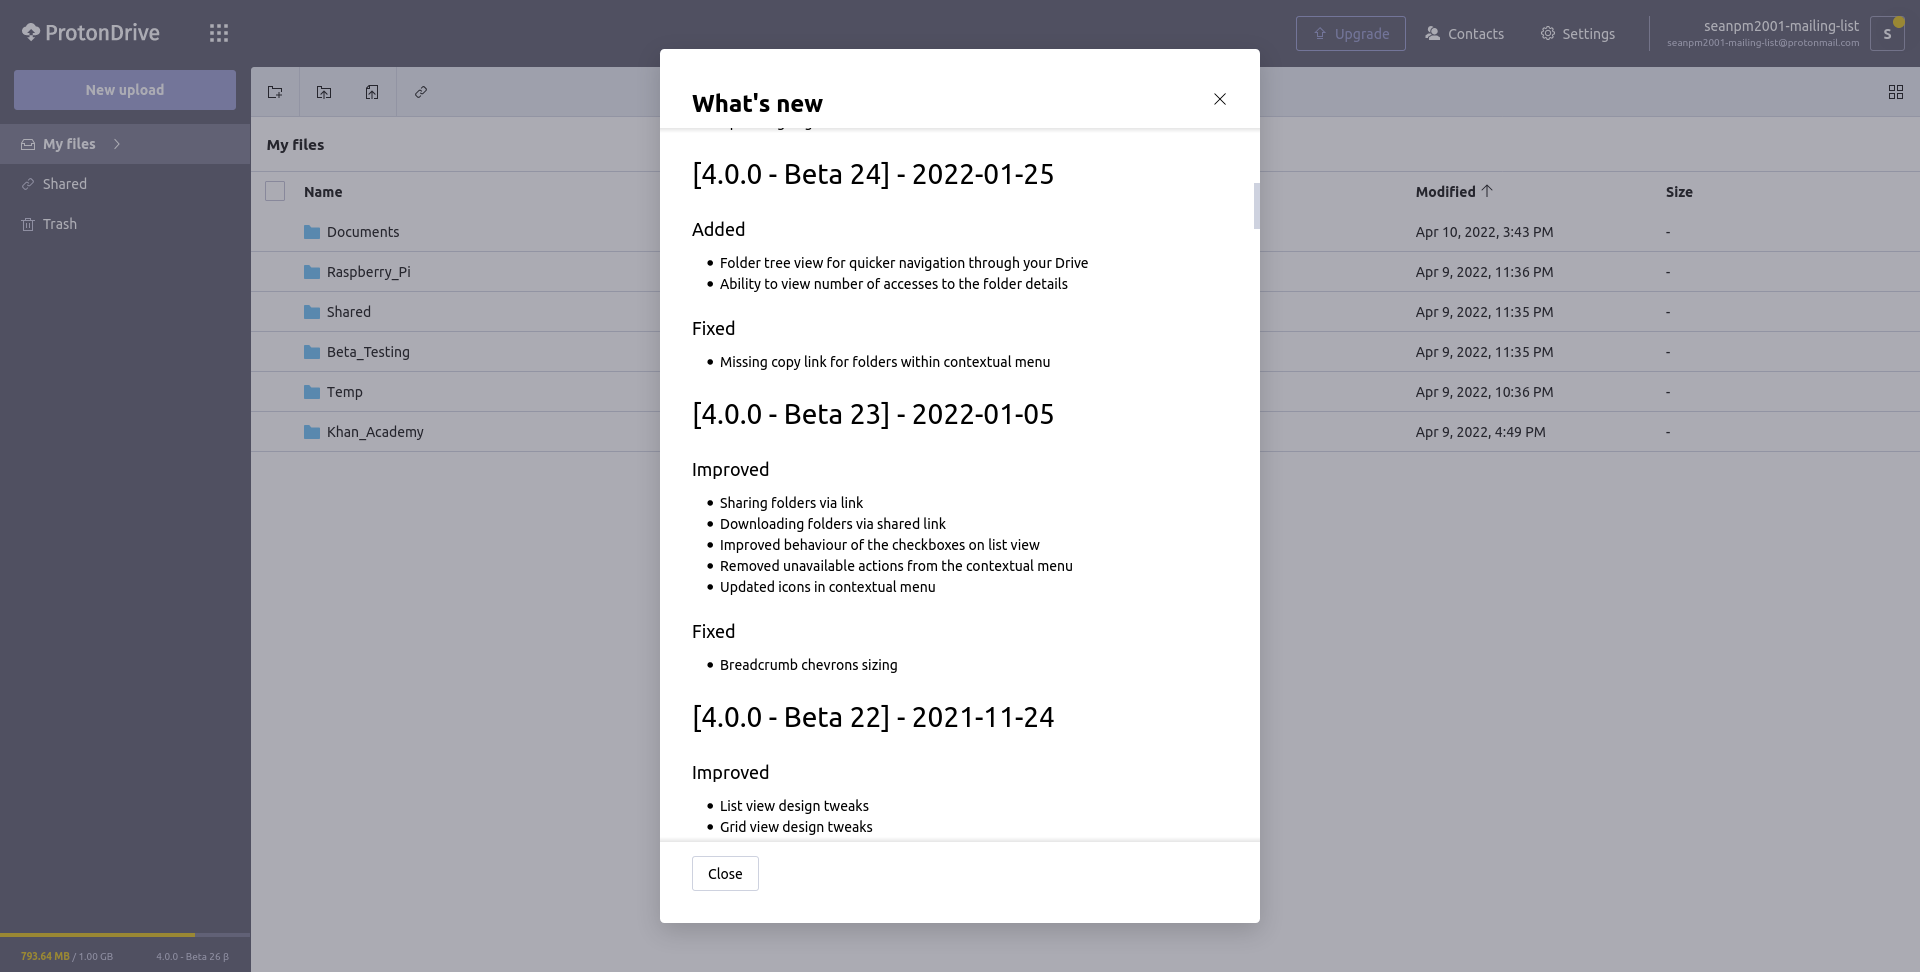 ProtonDrive
Upgrade
Contacts
Settings
seanpm2001-mailing-list
seanpm2001-mailing-list@protonmail.com
S
New upload
My files
Shared
Trash
793.64 MB / 1.00 GB
4.0.0 - Beta 26 β
My files
Name
Modified
Size
Documents
Apr 10, 2022, 3:43 PM
-
Raspberry_Pi
Apr 9, 2022, 11:36 PM
-
Shared
Apr 9, 2022, 11:35 PM
-
Beta_Testing
Apr 9, 2022, 11:35 PM
-
Temp
Apr 9, 2022, 10:36 PM
-
Khan_Academy
Apr 9, 2022, 4:49 PM
-
What's new
[4.0.0 - Beta 24] - 2022-01-25
Added
• Folder tree view for quicker navigation through your Drive
• Ability to view number of accesses to the folder details
Fixed
• Missing copy link for folders within contextual menu
[4.0.0 - Beta 23] - 2022-01-05
Improved
• Sharing folders via link
• Downloading folders via shared link
• Improved behaviour of the checkboxes on list view
• Removed unavailable actions from the contextual menu
• Updated icons in contextual menu
Fixed
• Breadcrumb chevrons sizing
[4.0.0 - Beta 22] - 2021-11-24
Improved
• List view design tweaks
• Grid view design tweaks
Close